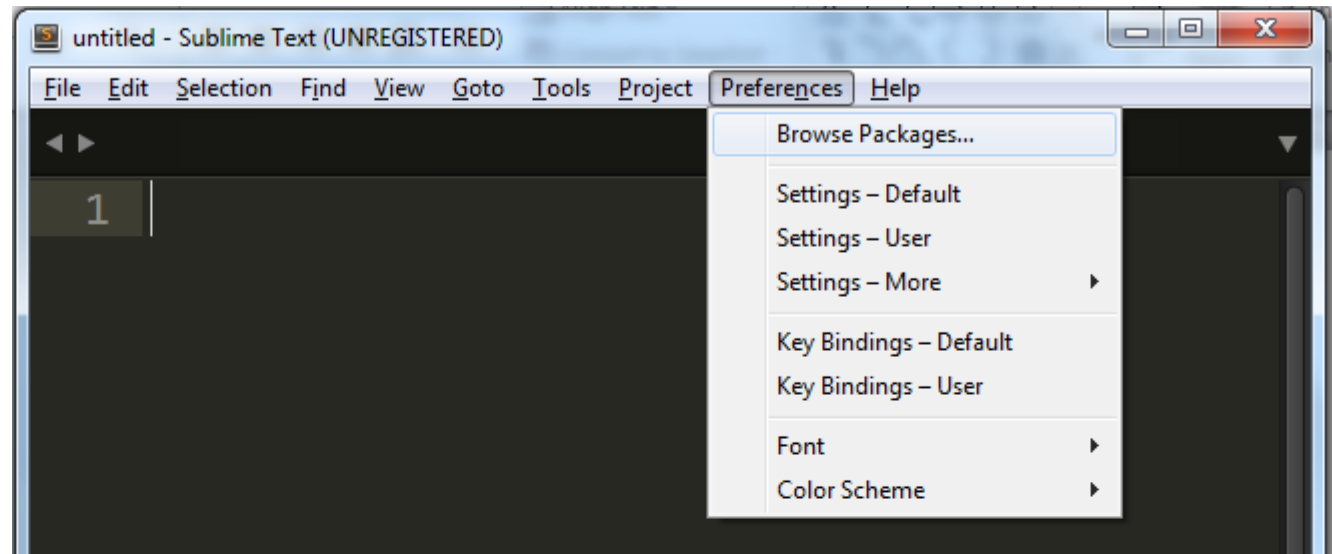 untitled - Sublime Text (UNREGISTERED)
File Edit Selection Find View Goto Tools Project Preferences Help
Browse Packages...
1
Settings – Default
Settings – User
Settings – More
Key Bindings – Default
Key Bindings – User
Font
Color Scheme